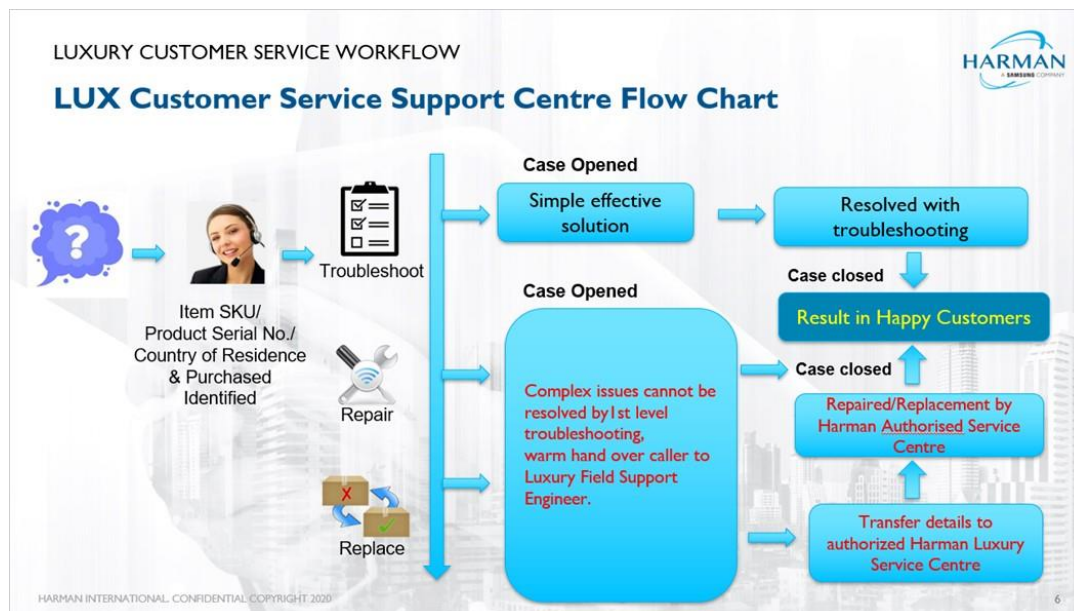 LUXURY CUSTOMER SERVICE WORKFLOW
LUX Customer Service Support Centre Flow Chart
HARMAN
A SAMSUNG COMPANY
?
Item SKU/
Product Serial No./
Country of Residence
& Purchased
Identified
Troubleshoot
Repair
X
Replace
Case Opened
Simple effective
solution
Resolved with
troubleshooting
Case closed
Result in Happy Customers
Case Opened
Complex issues cannot be
resolved by1st level
troubleshooting,
warm hand over caller to
Luxury Field Support
Engineer.
Case closed
Repaired/Replacement by
Harman Authorised Service
Centre
Transfer details to
authorized Harman Luxury
Service Centre
HARMAN INTERNATIONAL. CONFIDENTIAL COPYRIGHT 2020
6